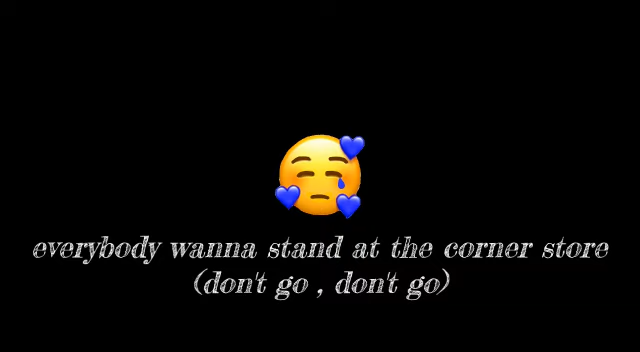 everybody wanna stand at the corner store
(don't go , don't go)